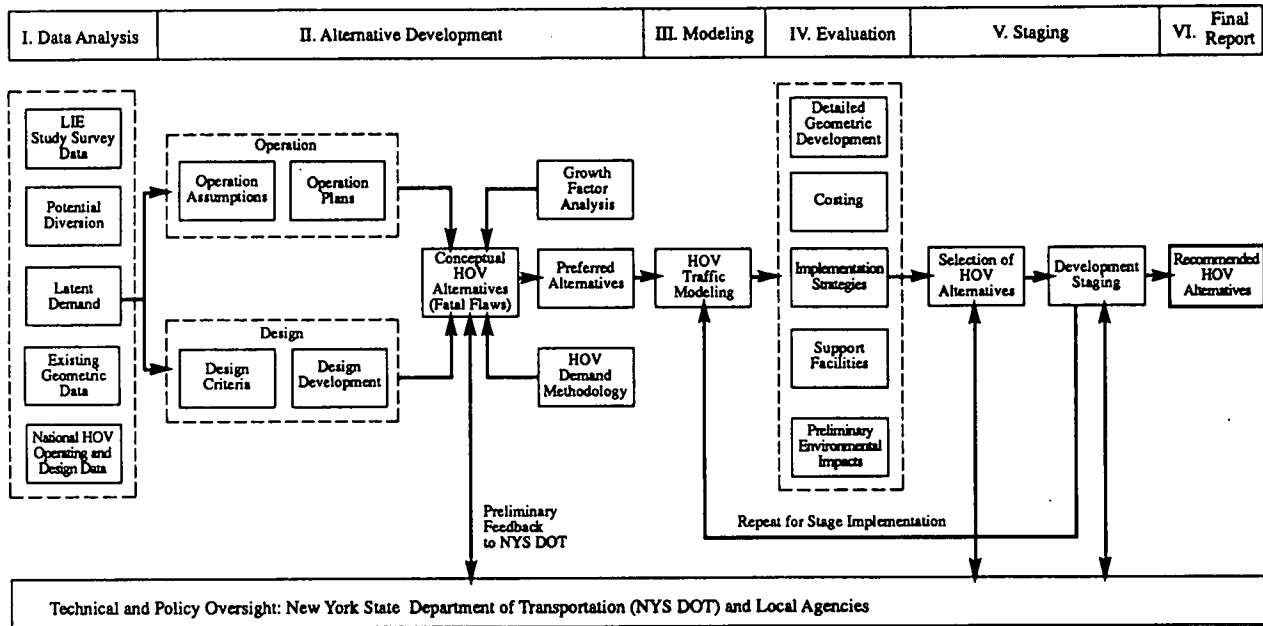 I. Data Analysis
II. Alternative Development
III. Modeling
IV. Evaluation
V. Staging
VI. Final
Report
LIE
Study Survey
Data
Potential
Diversion
Latent
Demand
Existing
Geometric
Data
National HOV
Operating and
Design Data
Operation
Operation
Assumptions
Operation
Plans
Design
Design
Criteria
Design
Development
Conceptual
HOV
Alternatives
(Fatal Flaws)
Growth
Factor
Analysis
Preferred
Alternatives
HOV
Demand
Methodology
HOV
Traffic
Modeling
Detailed
Geometric
Development
Costing
Implementation
Strategies
Support
Facilities
Preliminary
Environmental
Impacts
Selection of
HOV
Alternatives
Development
Staging
Recommended
HOV
Alternatives
Preliminary
Feedback
to NYS DOT
Repeat for Stage Implementation
Technical and Policy Oversight: New York State Department of Transportation (NYS DOT) and Local Agencies